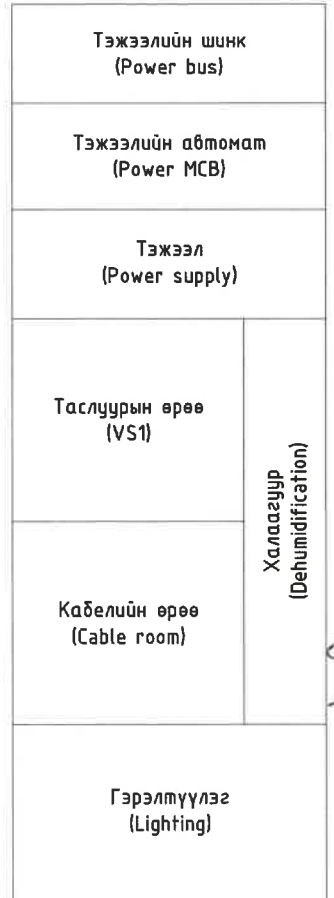 Тэжээлийн шинк
(Power bus)
Тэжээлийн автомат
(Power MCB)
Тэжээл
(Power supply)
Таслуурын өрөө
(VS1)
Халаагуур
(Dehumidification)
Кабелийн өрөө
(Cable room)
Гэрэлтүүлэг
(Lighting)